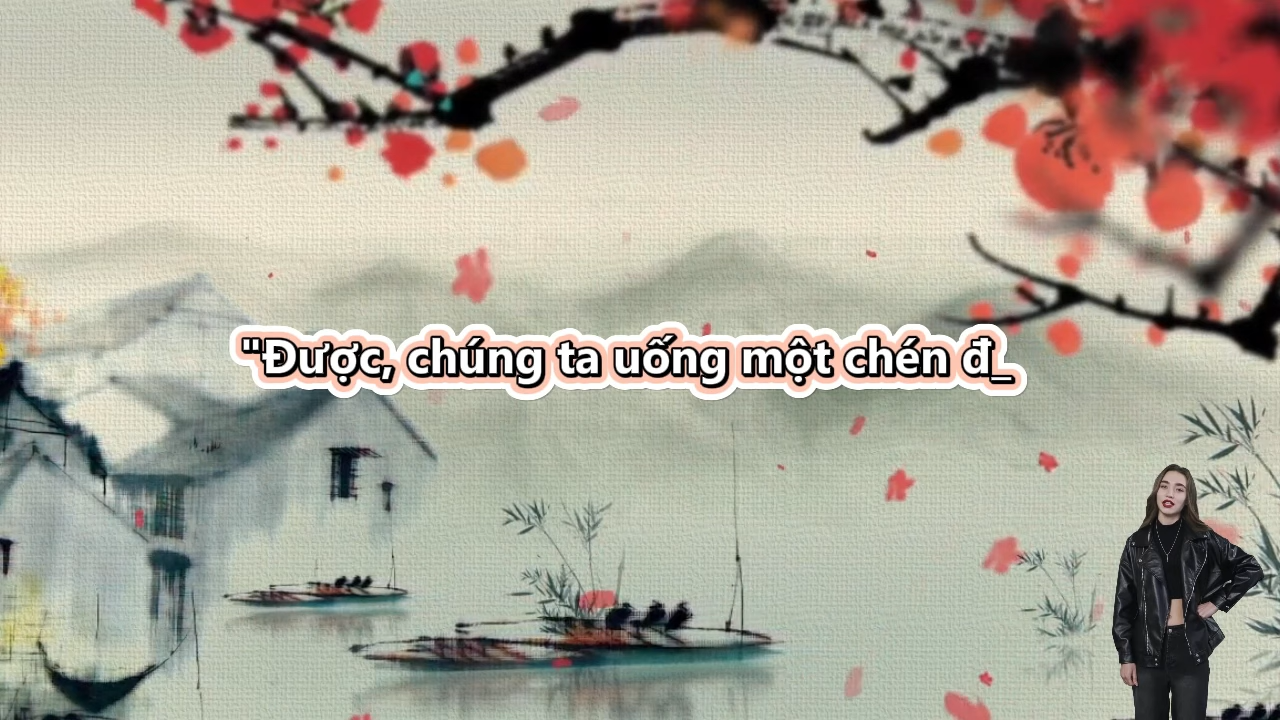 "Được, chúng ta uống một chén đ_